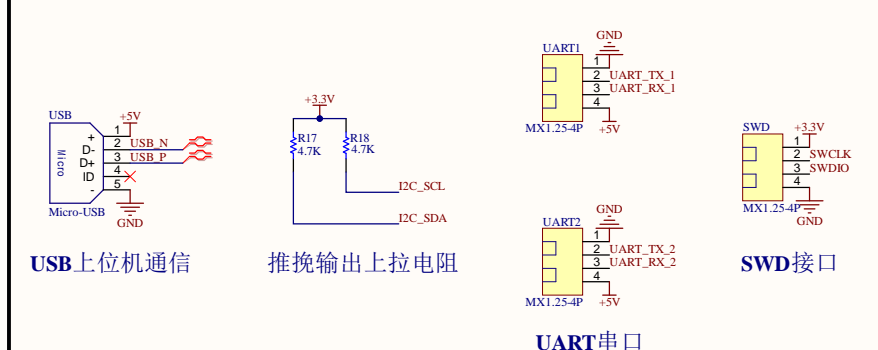 USB
+5V
+
1
D-
2
USB_N
D+
3
USB_P
ID
4
-
5
Micro
Micro-USB
GND
USB上位机通信
+3.3V
R17
4.7K
R18
4.7K
I2C_SCL
I2C_SDA
推挽输出上拉电阻
GND
UART1
1
2
UART_TX_1
3
UART_RX_1
4
MX1.25-4P
+5V
GND
UART2
1
2
UART_TX_2
3
UART_RX_2
4
MX1.25-4P
+5V
UART串口
SWD
+3.3V
1
2
SWCLK
3
SWDIO
4
MX1.25-4P
GND
SWD接口